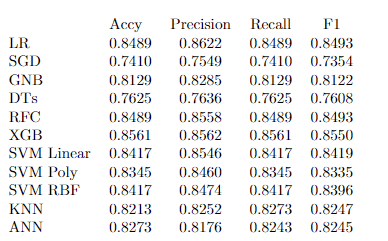 Accy Precision Recall F1
LR 0.8489 0.8622 0.8489 0.8493
SGD 0.7410 0.7549 0.7410 0.7354
GNB 0.8129 0.8285 0.8129 0.8122
DTs 0.7625 0.7636 0.7625 0.7608
RFC 0.8489 0.8558 0.8489 0.8493
XGB 0.8561 0.8562 0.8561 0.8550
SVM Linear 0.8417 0.8546 0.8417 0.8419
SVM Poly 0.8345 0.8460 0.8345 0.8335
SVM RBF 0.8417 0.8474 0.8417 0.8396
KNN 0.8213 0.8252 0.8273 0.8247
ANN 0.8273 0.8176 0.8243 0.8245